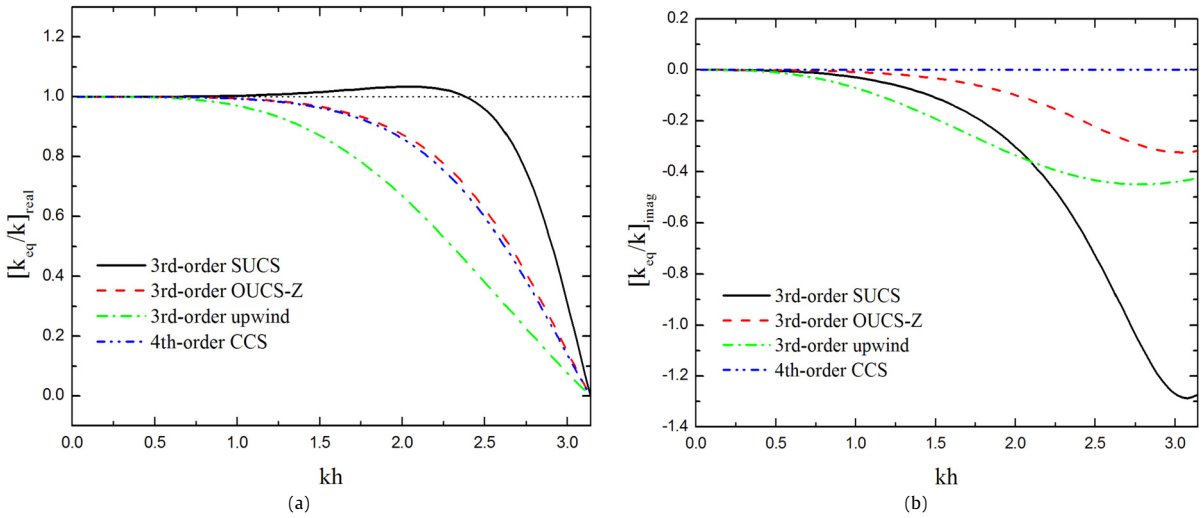 1.2
1.0
0.8
0.6
0.4
0.2
0.0
[k_eq/k]_real
3rd-order SUCS
3rd-order OUCS-Z
3rd-order upwind
4th-order CCS
0.0 0.5 1.0 1.5 2.0 2.5 3.0
kh
(a)
0.2
0.0
-0.2
-0.4
-0.6
-0.8
-1.0
-1.2
-1.4
[k_eq/k]_imag
3rd-order SUCS
3rd-order OUCS-Z
3rd-order upwind
4th-order CCS
0.0 0.5 1.0 1.5 2.0 2.5 3.0
kh
(b)